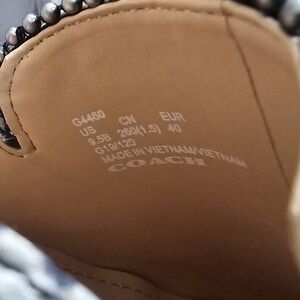 G4460
US CN EUR
9.5B 260(1.5) 40
G19/120
MADE IN VIETNAM/VIETNAM
COACH